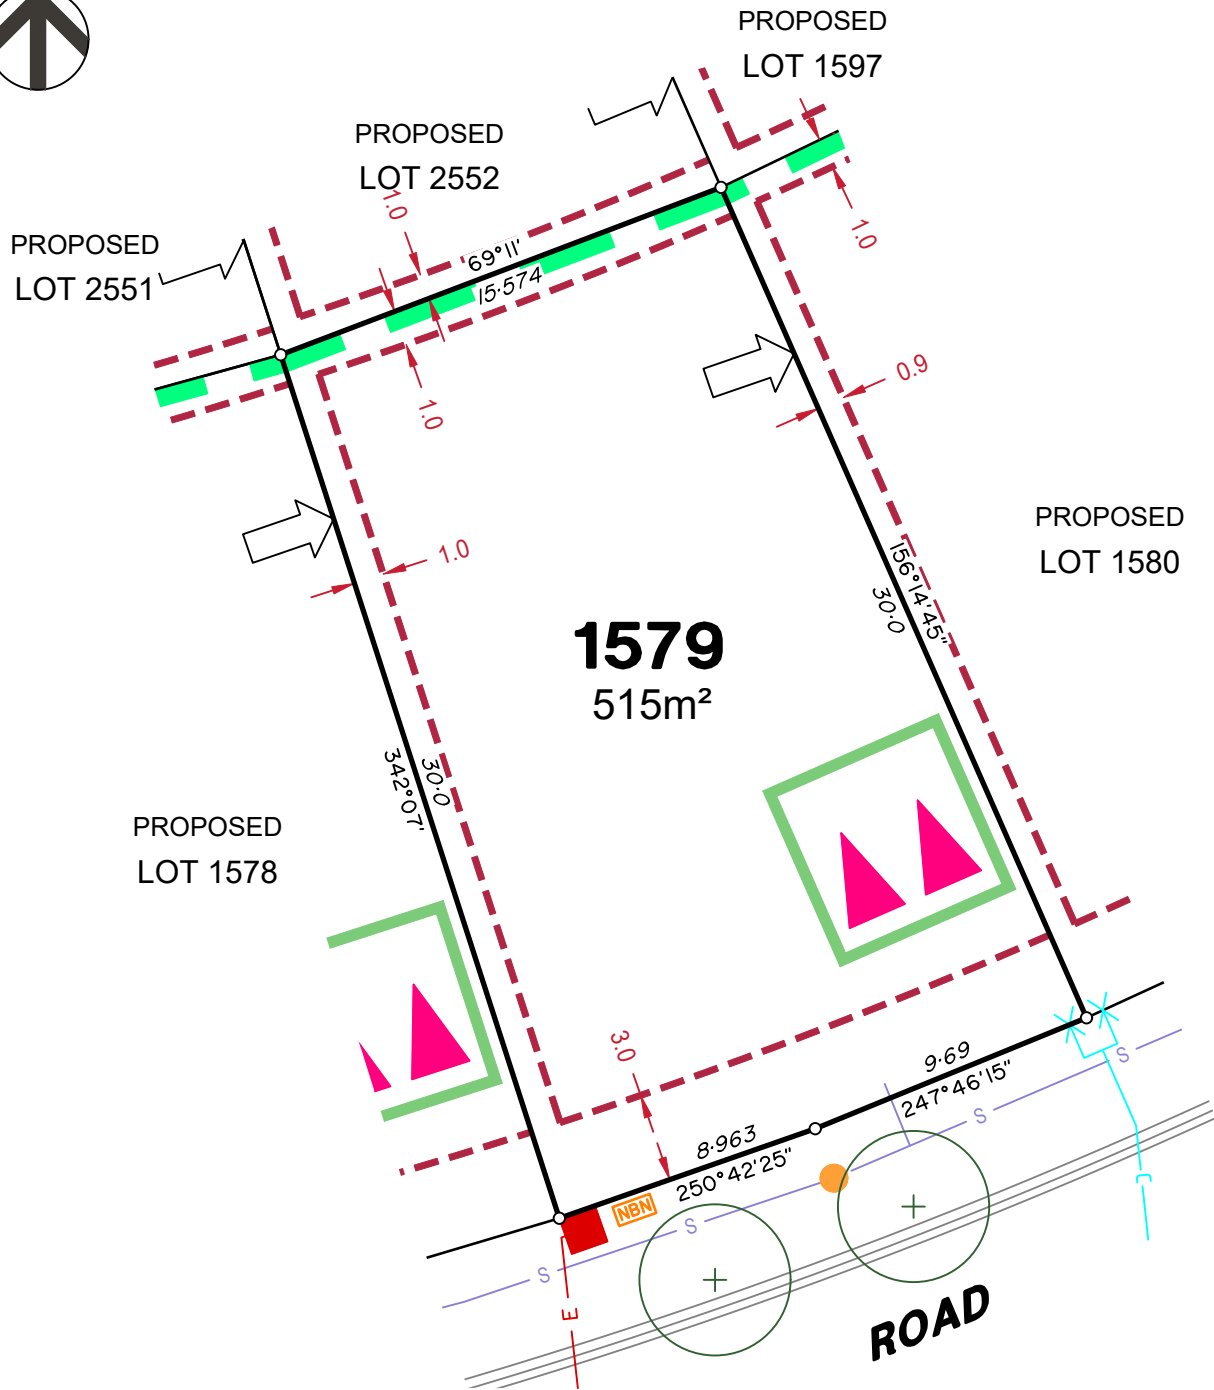 PROPOSED
LOT 1597
PROPOSED
LOT 2552
PROPOSED
LOT 2551
1.0
69°11'
15·574
1.0
1.0
0.9
1.0
PROPOSED
LOT 1580
156°14'45"
30·0
1579
515m²
342°07'
30·0
PROPOSED
LOT 1578
3.0
9·69
247°46'15"
8·963
250°42'25"
NBN
S
S
S
S
C
E
ROAD